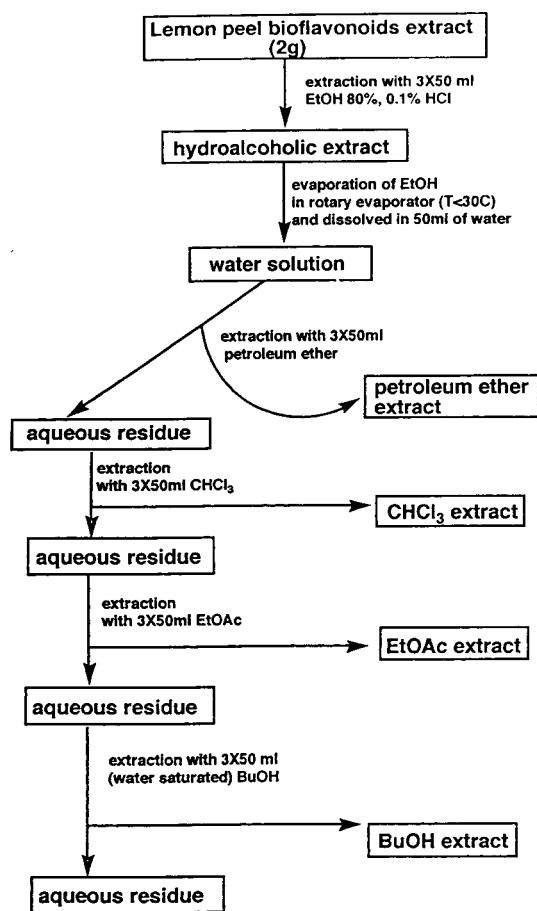 Lemon peel bioflavonoids extract
(2g)
extraction with 3X50 ml
EtOH 80%, 0.1% HCl
hydroalcoholic extract
evaporation of EtOH
in rotary evaporator (T<30C)
and dissolved in 50ml of water
water solution
extraction with 3X50ml
petroleum ether
petroleum ether
extract
aqueous residue
extraction
with 3X50ml CHCl₃
CHCl₃ extract
aqueous residue
extraction
with 3X50ml EtOAc
EtOAc extract
aqueous residue
extraction with 3X50 ml
(water saturated) BuOH
BuOH extract
aqueous residue